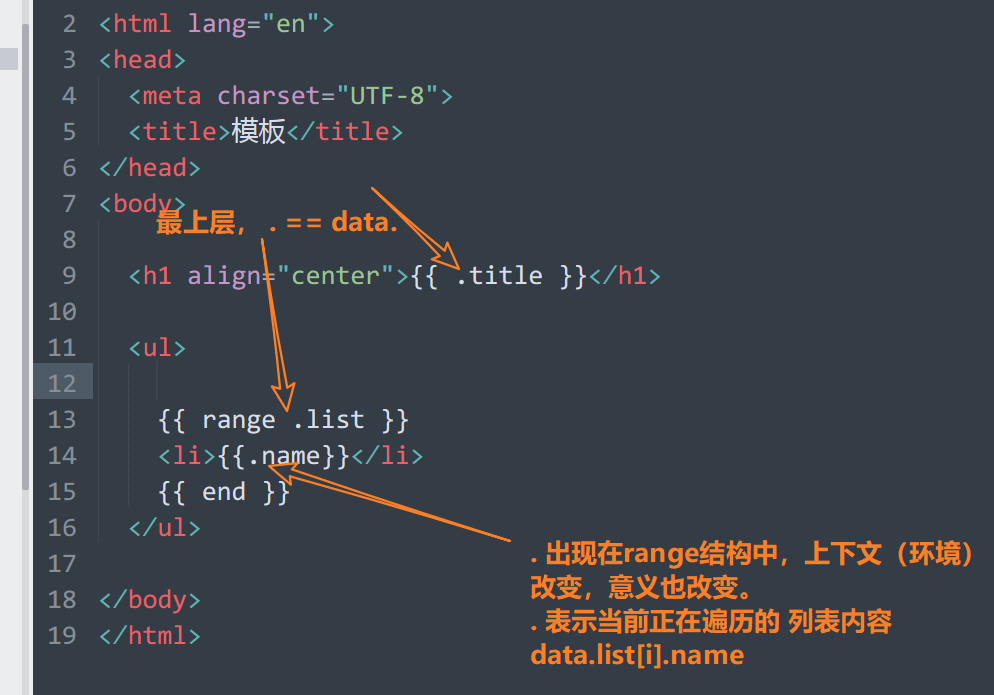 2 <html lang="en">
3 <head>
4 <meta charset="UTF-8">
5 <title>模板</title>
6 </head>
7 <body>
最上层， . == data.
8
9 <h1 align="center">{{ .title }}</h1>
10
11 <ul>
12
13 {{ range .list }}
14 <li>{{.name}}</li>
15 {{ end }}
16 </ul>
17
. 出现在range结构中，上下文（环境）
改变，意义也改变。
. 表示当前正在遍历的 列表内容
data.list[i].name
18 </body>
19 </html>